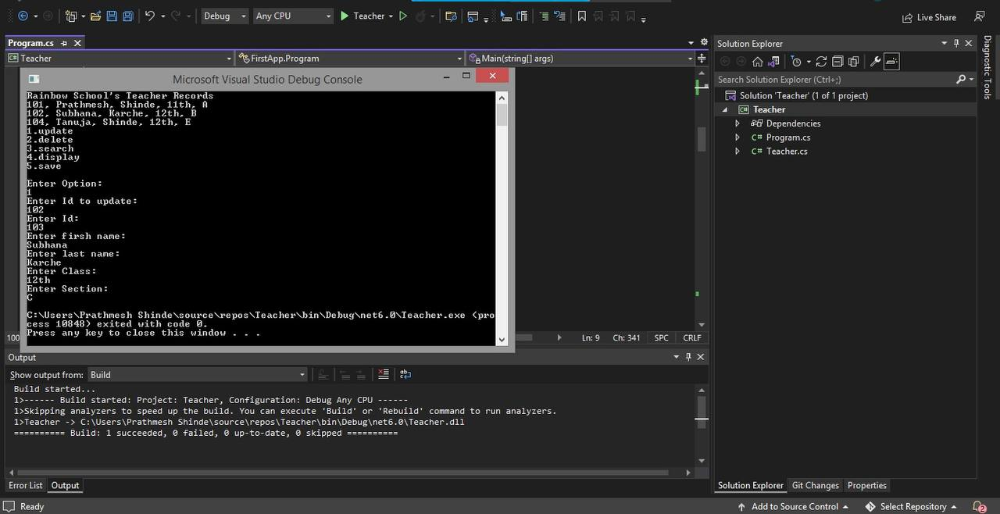 Debug
Any CPU
Teacher
Live Share
Program.cs
Teacher
FirstApp.Program
Main(string[] args)
Microsoft Visual Studio Debug Console
Rainbow School's Teacher Records
101, Prathmesh, Shinde, 11th, A
102, Subhana, Karche, 12th, B
104, Tanuja, Shinde, 12th, E
1.update
2.delete
3.search
4.display
5.save
Enter Option:
1
Enter Id to update:
102
Enter Id:
103
Enter firsh name:
Subhana
Enter last name:
Karche
Enter Class:
12th
Enter Section:
C
C:\Users\Prathmesh Shinde\source\repos\Teacher\bin\Debug\net6.0\Teacher.exe (pro
cess 10848) exited with code 0.
Press any key to close this window . . .
100
Ln: 9 Ch: 341 SPC CRLF
Output
Show output from: Build
Build started...
1>------ Build started: Project: Teacher, Configuration: Debug Any CPU ------
1>Skipping analyzers to speed up the build. You can execute 'Build' or 'Rebuild' command to run analyzers.
1>Teacher -> C:\Users\Prathmesh Shinde\source\repos\Teacher\bin\Debug\net6.0\Teacher.dll
========== Build: 1 succeeded, 0 failed, 0 up-to-date, 0 skipped ==========
Error List Output
Solution Explorer
Search Solution Explorer (Ctrl+;)
Solution 'Teacher' (1 of 1 project)
C# Teacher
Dependencies
C# Program.cs
C# Teacher.cs
Solution Explorer Git Changes Properties
Diagnostic Tools
Ready
Add to Source Control
Select Repository
2